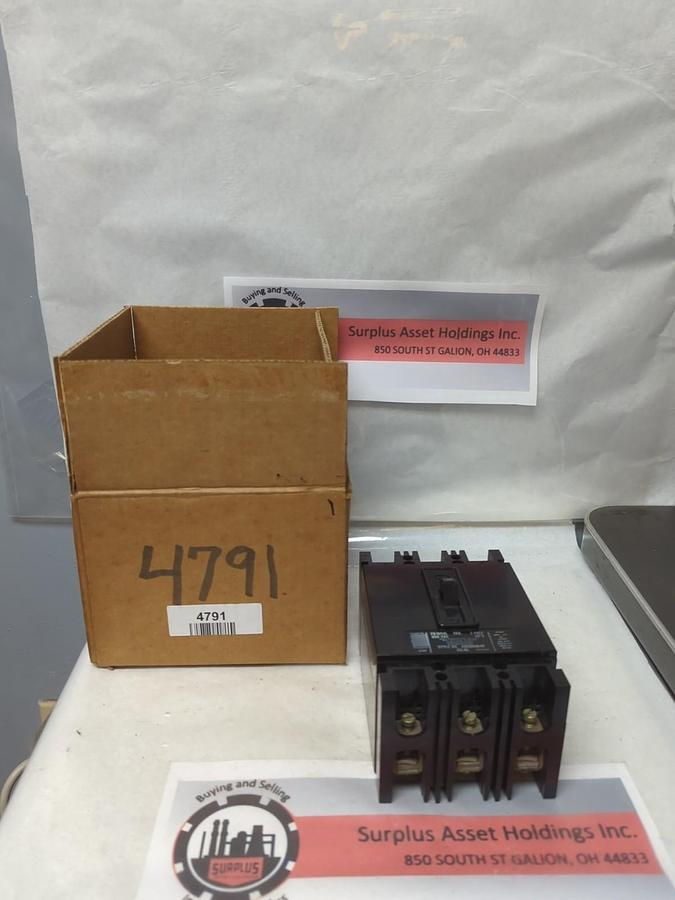 Buying and Selling
Surplus Asset Holdings Inc.
850 SOUTH ST GALION, OH 44833
4791
4791
Buying and Selling
SURPLUS
Surplus Asset Holdings Inc.
850 SOUTH ST GALION, OH 44833